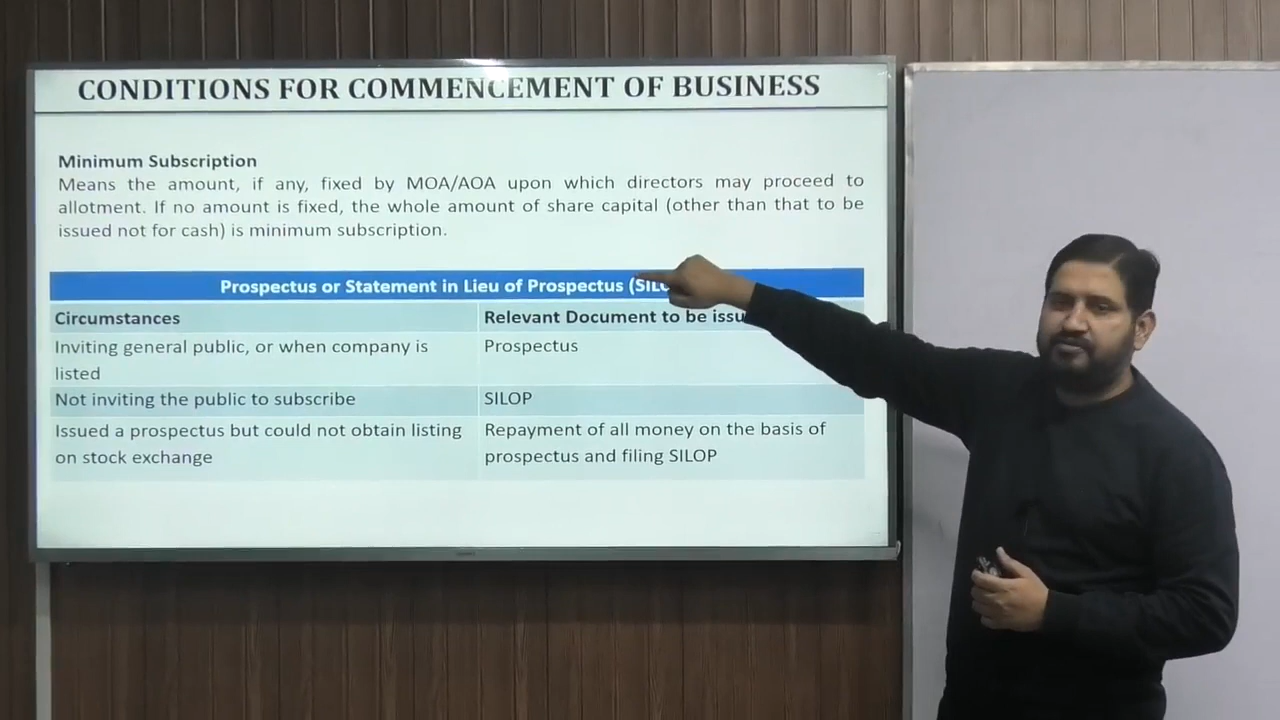 CONDITIONS FOR COMMENCEMENT OF BUSINESS
Minimum Subscription
Means the amount, if any, fixed by MOA/AOA upon which directors may proceed to
allotment. If no amount is fixed, the whole amount of share capital (other than that to be
issued not for cash) is minimum subscription.
Prospectus or Statement in Lieu of Prospectus
Circumstances
Relevant Document to be
Inviting general public, or when company is
listed
Prospectus
Not inviting the public to subscribe
SILOP
Issued a prospectus but could not obtain listing
on stock exchange
Repayment of all money on the basis of
prospectus and filing SILOP